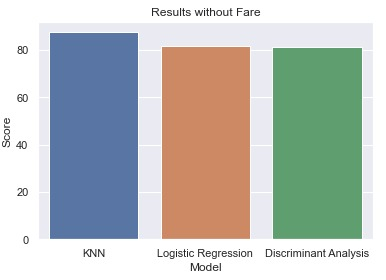 Results without Fare
80
60
40
20
0
Score
KNN
Logistic Regression
Discriminant Analysis
Model